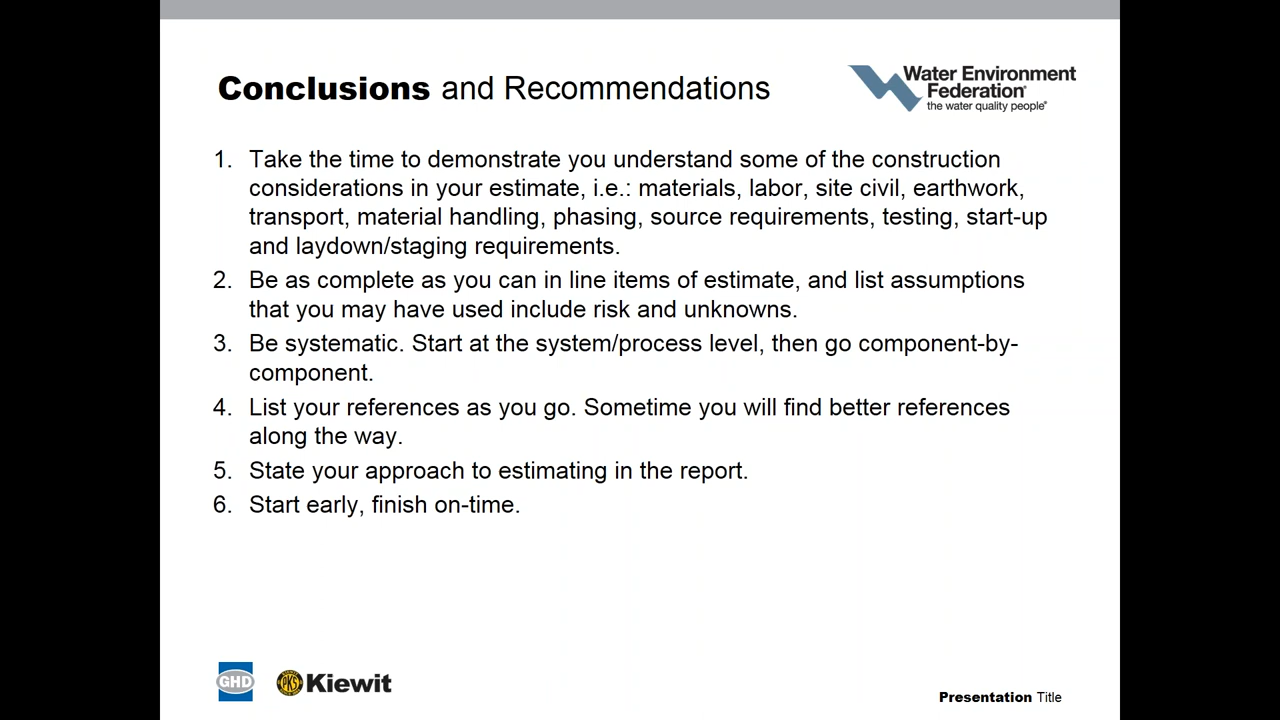 Conclusions and Recommendations
Water Environment
Federation®
the water quality people®
1. Take the time to demonstrate you understand some of the construction
considerations in your estimate, i.e.: materials, labor, site civil, earthwork,
transport, material handling, phasing, source requirements, testing, start-up
and laydown/staging requirements.
2. Be as complete as you can in line items of estimate, and list assumptions
that you may have used include risk and unknowns.
3. Be systematic. Start at the system/process level, then go component-by-
component.
4. List your references as you go. Sometime you will find better references
along the way.
5. State your approach to estimating in the report.
6. Start early, finish on-time.
GHD
PKS
Kiewit
Presentation Title